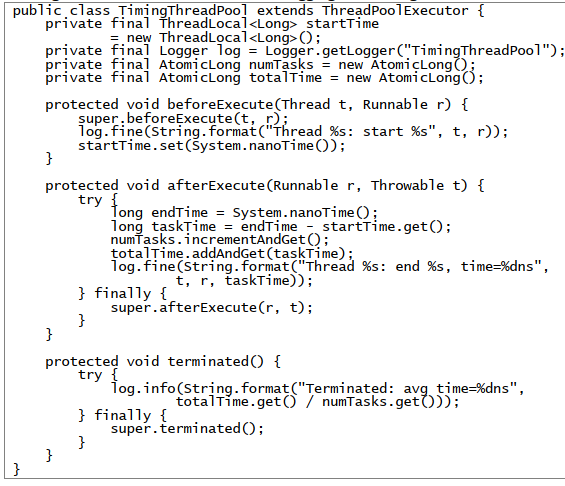 public class TimingThreadPool extends ThreadPoolExecutor {
    private final ThreadLocal<Long> startTime
            = new ThreadLocal<Long>();
    private final Logger log = Logger.getLogger("TimingThreadPool");
    private final AtomicLong numTasks = new AtomicLong();
    private final AtomicLong totalTime = new AtomicLong();

    protected void beforeExecute(Thread t, Runnable r) {
        super.beforeExecute(t, r);
        log.fine(String.format("Thread %s: start %s", t, r));
        startTime.set(System.nanoTime());
    }

    protected void afterExecute(Runnable r, Throwable t) {
        try {
            long endTime = System.nanoTime();
            long taskTime = endTime - startTime.get();
            numTasks.incrementAndGet();
            totalTime.addAndGet(taskTime);
            log.fine(String.format("Thread %s: end %s, time=%dns",
                    t, r, taskTime));
        } finally {
            super.afterExecute(r, t);
        }
    }

    protected void terminated() {
        try {
            log.info(String.format("Terminated: avg time=%dns",
                    totalTime.get() / numTasks.get()));
        } finally {
            super.terminated();
        }
    }
}